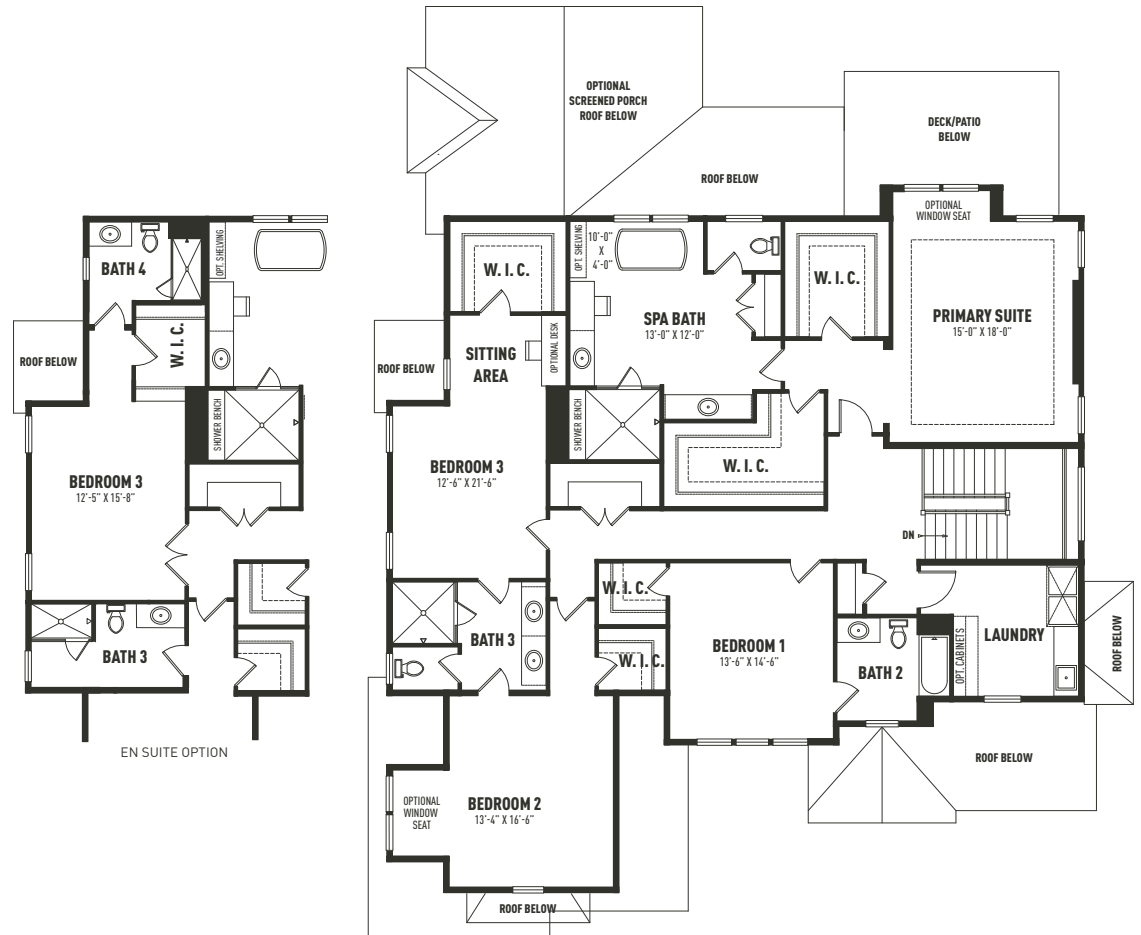 OPTIONAL
SCREENED PORCH
ROOF BELOW
DECK/PATIO
BELOW
ROOF BELOW
OPTIONAL
WINDOW SEAT
BATH 4
OPT. SHELVING
W. I. C.
ROOF BELOW
SHOWER BENCH
BEDROOM 3
12'-5" X 15'-8"
BATH 3
EN SUITE OPTION
W. I. C.
OPT. SHELVING
10'-0"
X
4'-0"
SPA BATH
13'-0" X 12'-0"
W. I. C.
PRIMARY SUITE
15'-0" X 18'-0"
SITTING
AREA
OPTIONAL DESK
ROOF BELOW
SHOWER BENCH
BEDROOM 3
12'-6" X 21'-6"
W. I. C.
DN
W. I. C.
BATH 3
W. I. C.
BEDROOM 1
13'-6" X 14'-6"
BATH 2
OPT. CABINETS
LAUNDRY
ROOF BELOW
ROOF BELOW
OPTIONAL
WINDOW
SEAT
BEDROOM 2
13'-4" X 16'-6"
ROOF BELOW